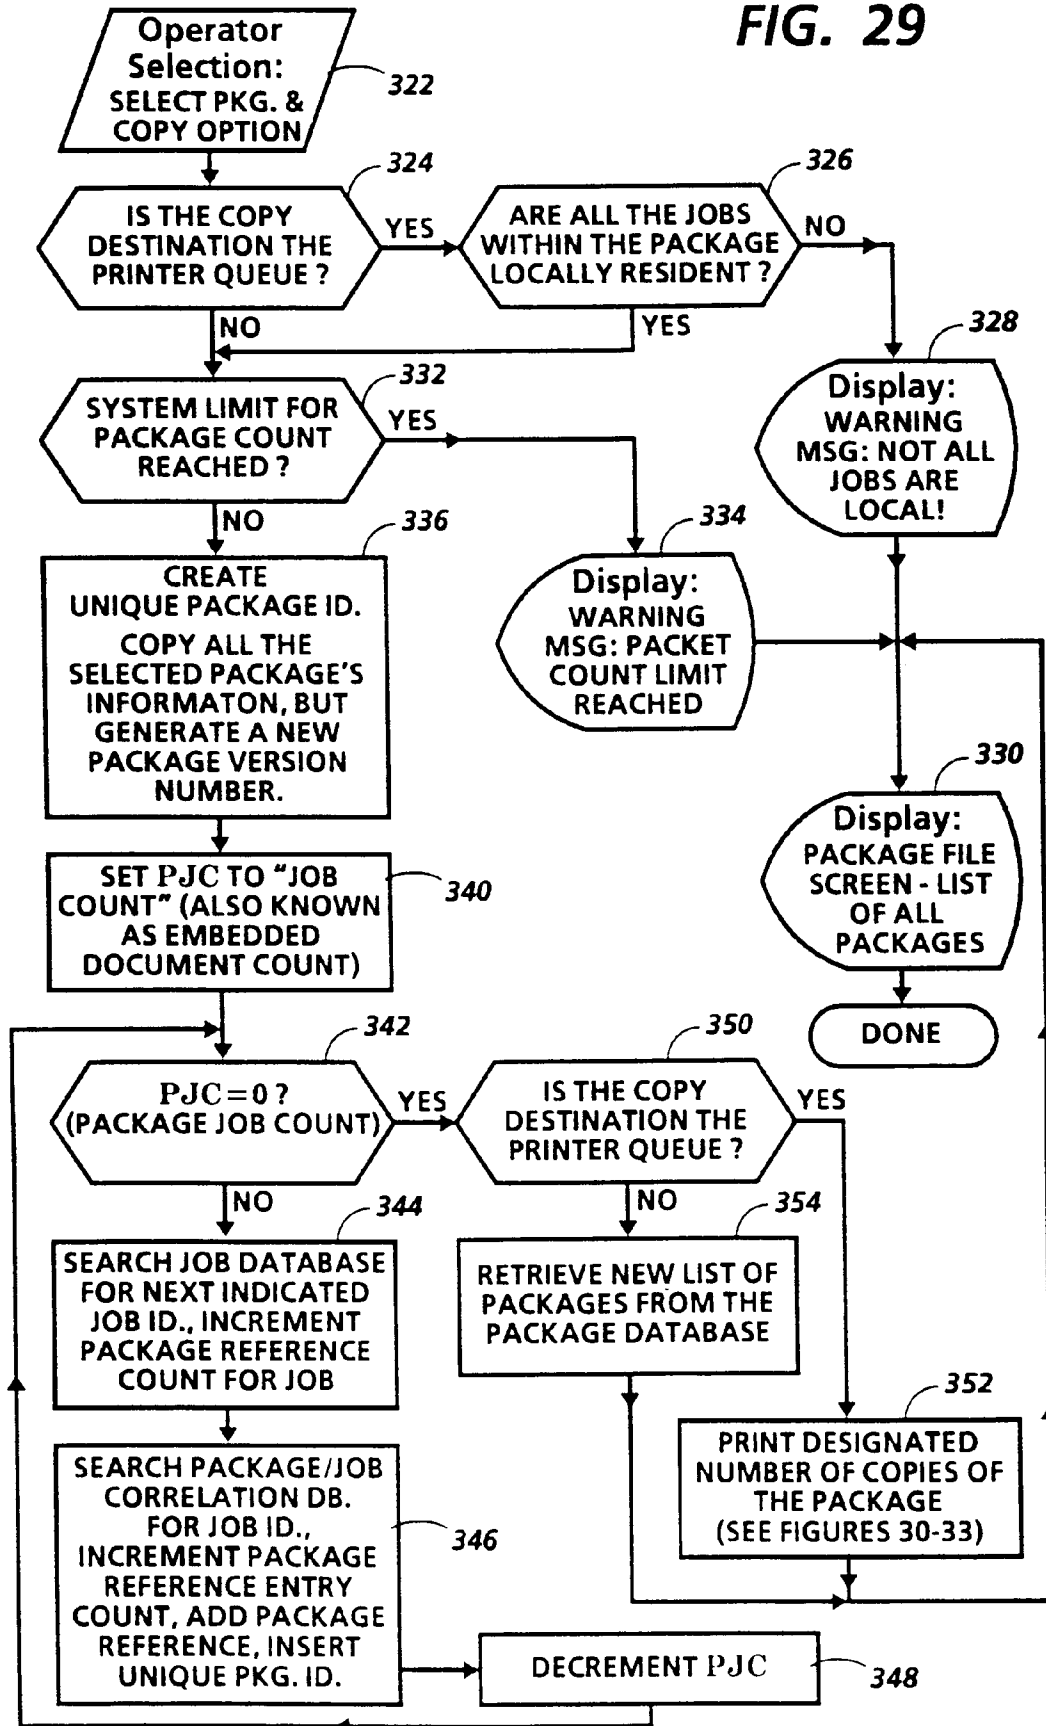 FIG. 29
Operator
Selection:
SELECT PKG. &
COPY OPTION
322
324
IS THE COPY
DESTINATION THE
PRINTER QUEUE ?
YES
NO
326
ARE ALL THE JOBS
WITHIN THE PACKAGE
LOCALLY RESIDENT ?
NO
YES
328
Display:
WARNING
MSG: NOT ALL
JOBS ARE
LOCAL!
332
SYSTEM LIMIT FOR
PACKAGE COUNT
REACHED ?
YES
NO
334
Display:
WARNING
MSG: PACKET
COUNT LIMIT
REACHED
336
CREATE
UNIQUE PACKAGE ID.
COPY ALL THE
SELECTED PACKAGE'S
INFORMATON, BUT
GENERATE A NEW
PACKAGE VERSION
NUMBER.
330
Display:
PACKAGE FILE
SCREEN - LIST
OF ALL
PACKAGES
DONE
SET PJC TO "JOB
COUNT" (ALSO KNOWN
AS EMBEDDED
DOCUMENT COUNT)
340
342
PJC=0 ?
(PACKAGE JOB COUNT)
YES
NO
350
IS THE COPY
DESTINATION THE
PRINTER QUEUE ?
YES
NO
344
SEARCH JOB DATABASE
FOR NEXT INDICATED
JOB ID., INCREMENT
PACKAGE REFERENCE
COUNT FOR JOB
354
RETRIEVE NEW LIST OF
PACKAGES FROM THE
PACKAGE DATABASE
352
PRINT DESIGNATED
NUMBER OF COPIES OF
THE PACKAGE
(SEE FIGURES 30-33)
SEARCH PACKAGE/JOB
CORRELATION DB.
FOR JOB ID.,
INCREMENT PACKAGE
REFERENCE ENTRY
COUNT, ADD PACKAGE
REFERENCE, INSERT
UNIQUE PKG. ID.
346
DECREMENT PJC
348